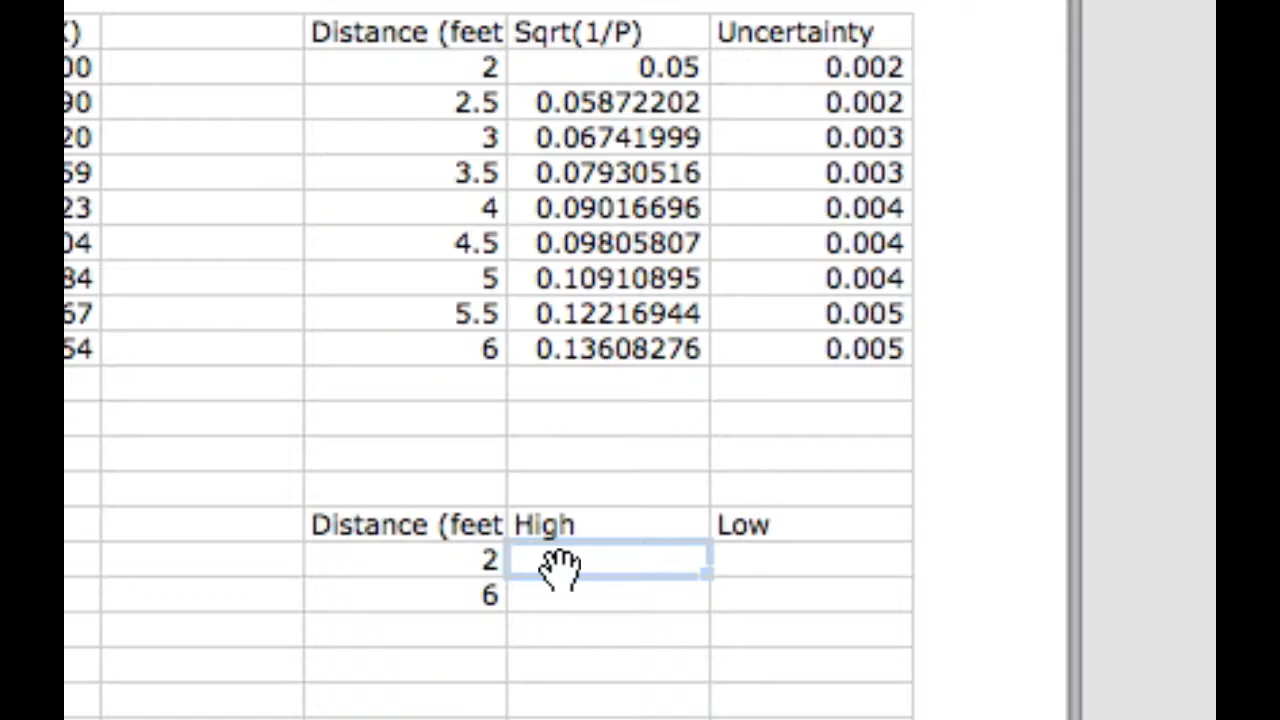 X) Distance (feet Sqrt(1/P) Uncertainty
00 2 0.05 0.002
90 2.5 0.05872202 0.002
20 3 0.06741999 0.003
59 3.5 0.07930516 0.003
23 4 0.09016696 0.004
04 4.5 0.09805807 0.004
84 5 0.10910895 0.004
67 5.5 0.12216944 0.005
54 6 0.13608276 0.005
Distance (feet High Low
2
6